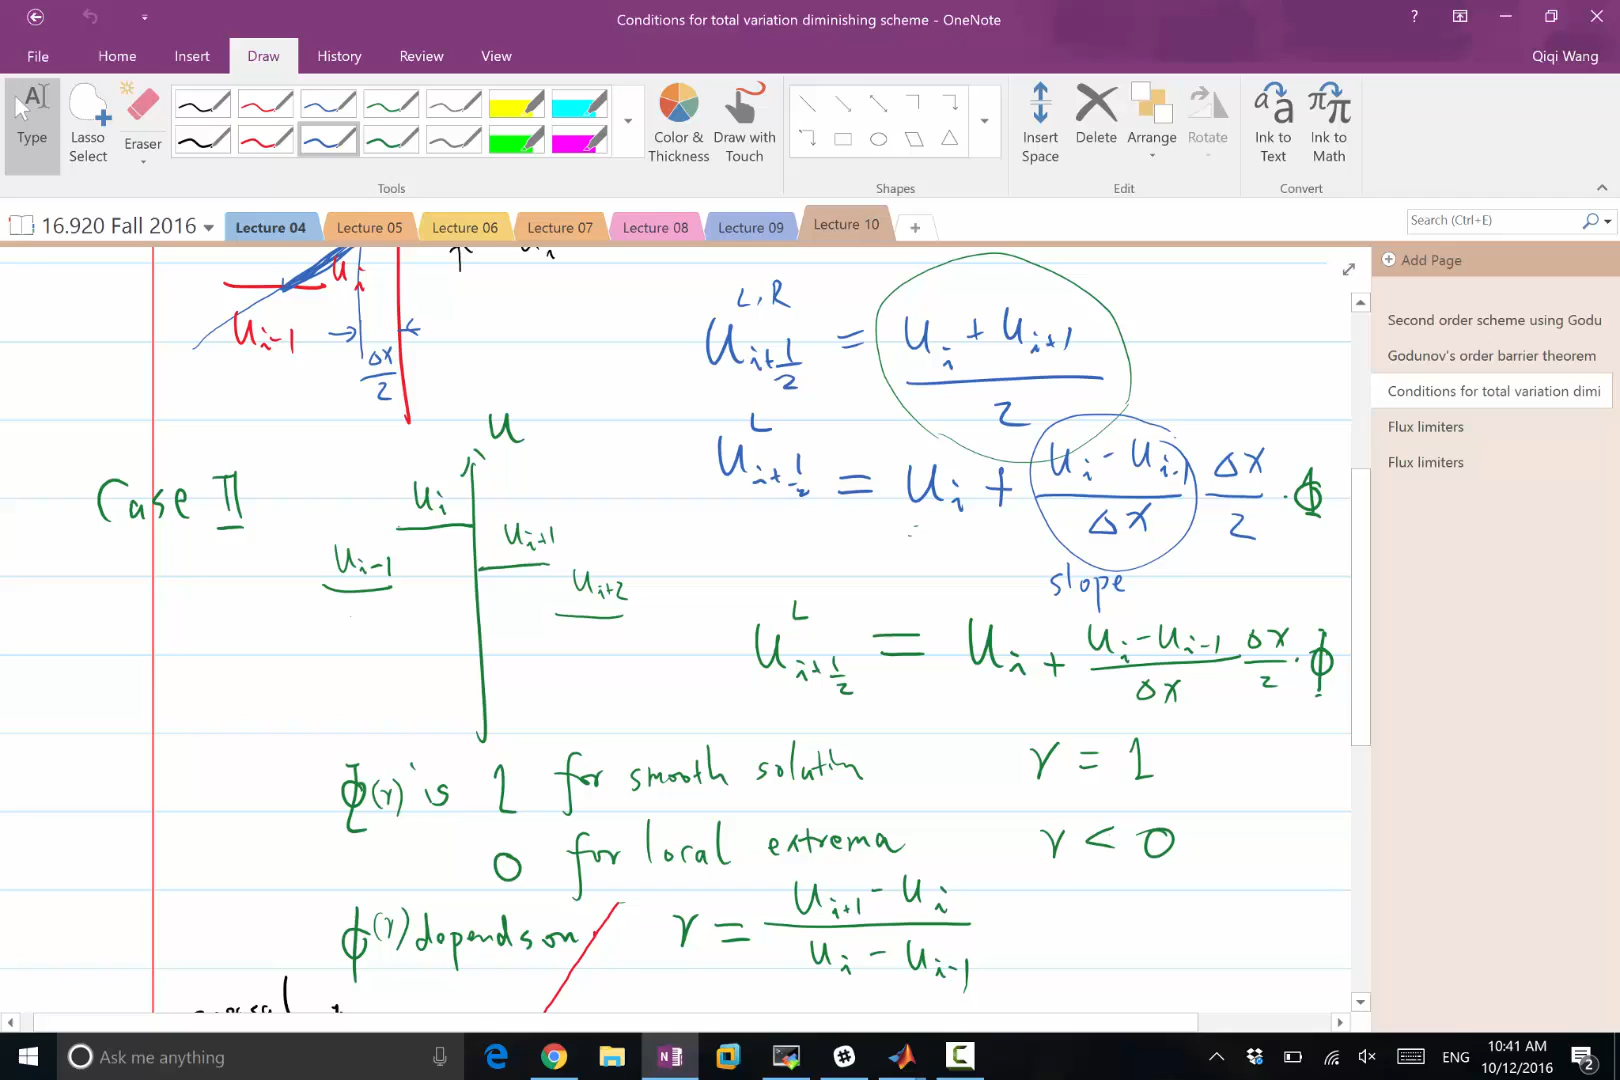 Conditions for total variation diminishing scheme - OneNote
File Home Insert Draw History Review View Qiqi Wang
Type
Lasso Select
Eraser
Color & Thickness
Draw with Touch
Insert Space
Delete
Arrange
Rotate
Ink to Text
Ink to Math
Tools Shapes Edit Convert
16.920 Fall 2016 Lecture 04 Lecture 05 Lecture 06 Lecture 07 Lecture 08 Lecture 09 Lecture 10 Search (Ctrl+E)
Add Page
Second order scheme using Godu
Godunov's order barrier theorem
Conditions for total variation dimi
Flux limiters
Flux limiters
u_i
u_i
u_{i-1}
Δx/2
u^{L,R}_{i+1/2} = (u_i + u_{i+1})/2
u^L_{i+1/2} = u_i + (u_i - u_{i-1})/Δx Δx/2 · ϕ
slope
Case II
u
u_i
u_{i+1}
u_{i-1}
u_{i+2}
u^L_{i+1/2} = u_i + (u_i - u_{i-1})/Δx Δx/2 · ϕ
ϕ(r) is 1 for smooth solution r = 1
0 for local extrema r < 0
ϕ(r) depends on r = (u_{i+1} - u_i)/(u_i - u_{i-1})
Ask me anything
ENG
10:41 AM
10/12/2016
2